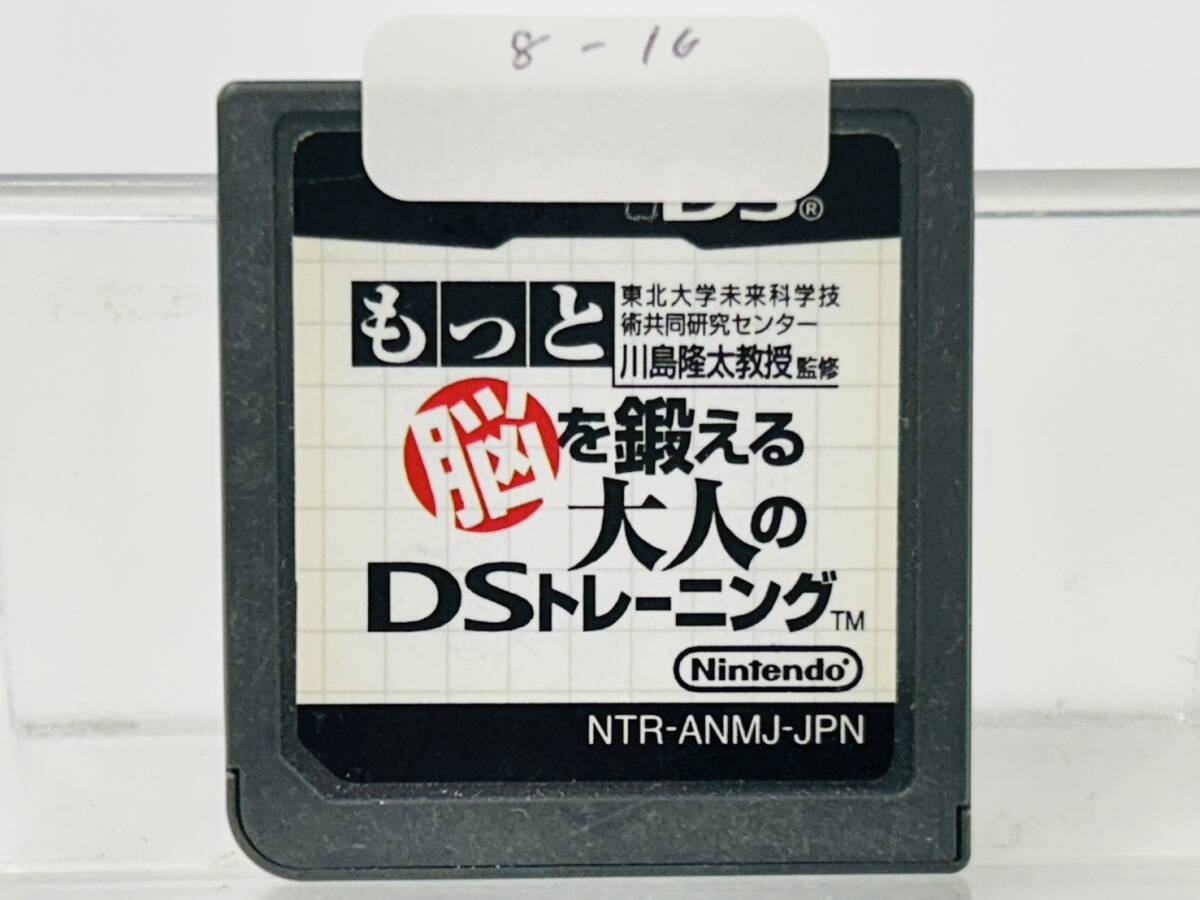 8-16
DS®
もっと
東北大学未来科学技
術共同研究センター
川島隆太教授監修
脳を鍛える
大人の
DSトレーニング™
Nintendo®
NTR-ANMJ-JPN